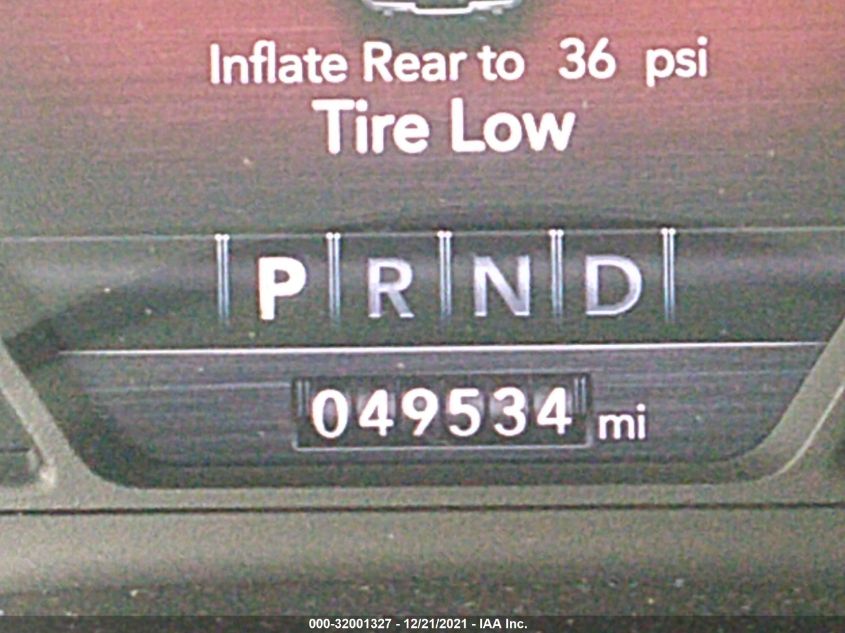 Inflate Rear to 36 psi
Tire Low
P R N D
049534 mi
000-32001327 - 12/21/2021 - IAA Inc.